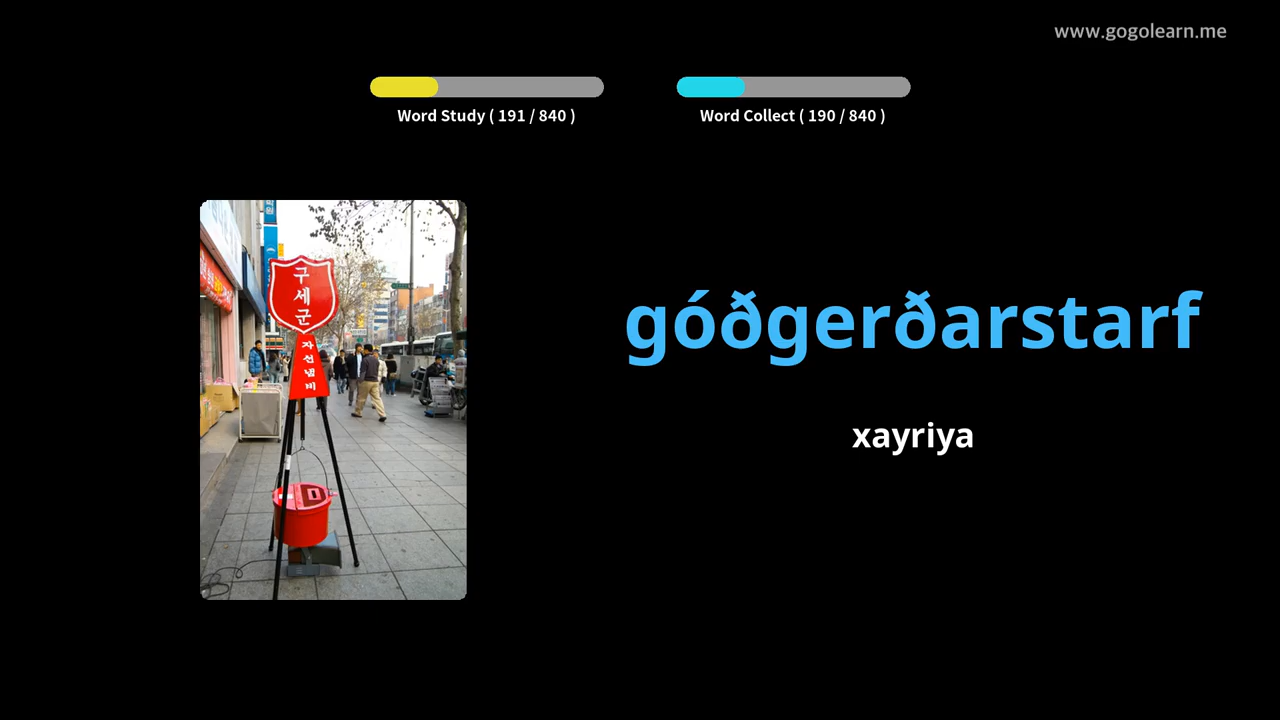 www.gogolearn.me
Word Study ( 191 / 840 )
Word Collect ( 190 / 840 )
구세군
자선냄비
góðgerðarstarf
xayriya